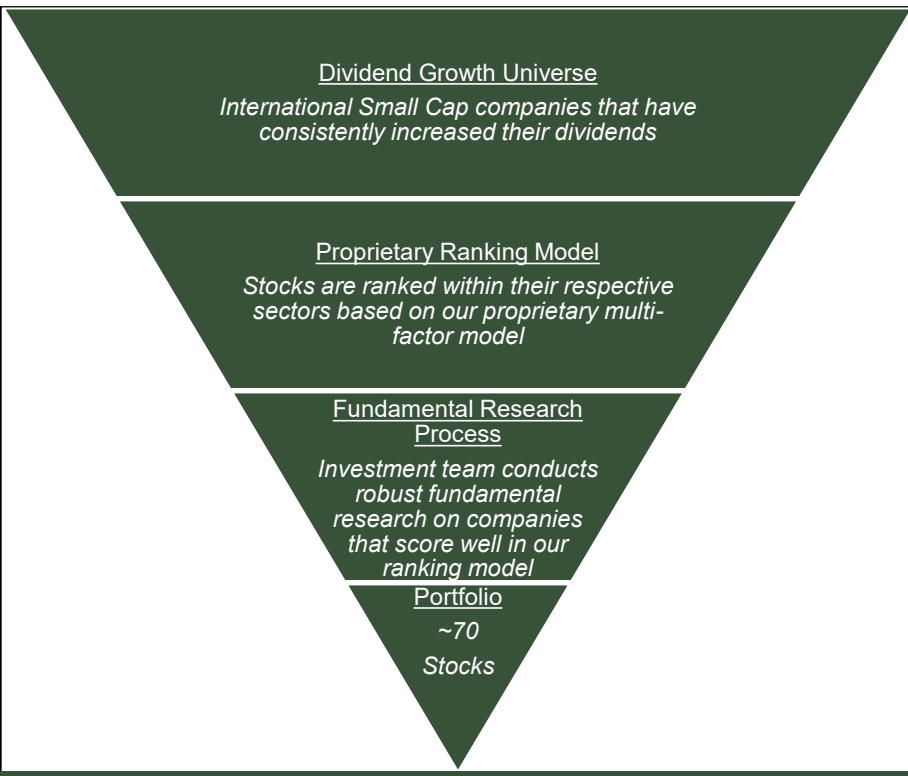 Dividend Growth Universe
International Small Cap companies that have
consistently increased their dividends
Proprietary Ranking Model
Stocks are ranked within their respective
sectors based on our proprietary multi-
factor model
Fundamental Research
Process
Investment team conducts
robust fundamental
research on companies
that score well in our
ranking model
Portfolio
~70
Stocks